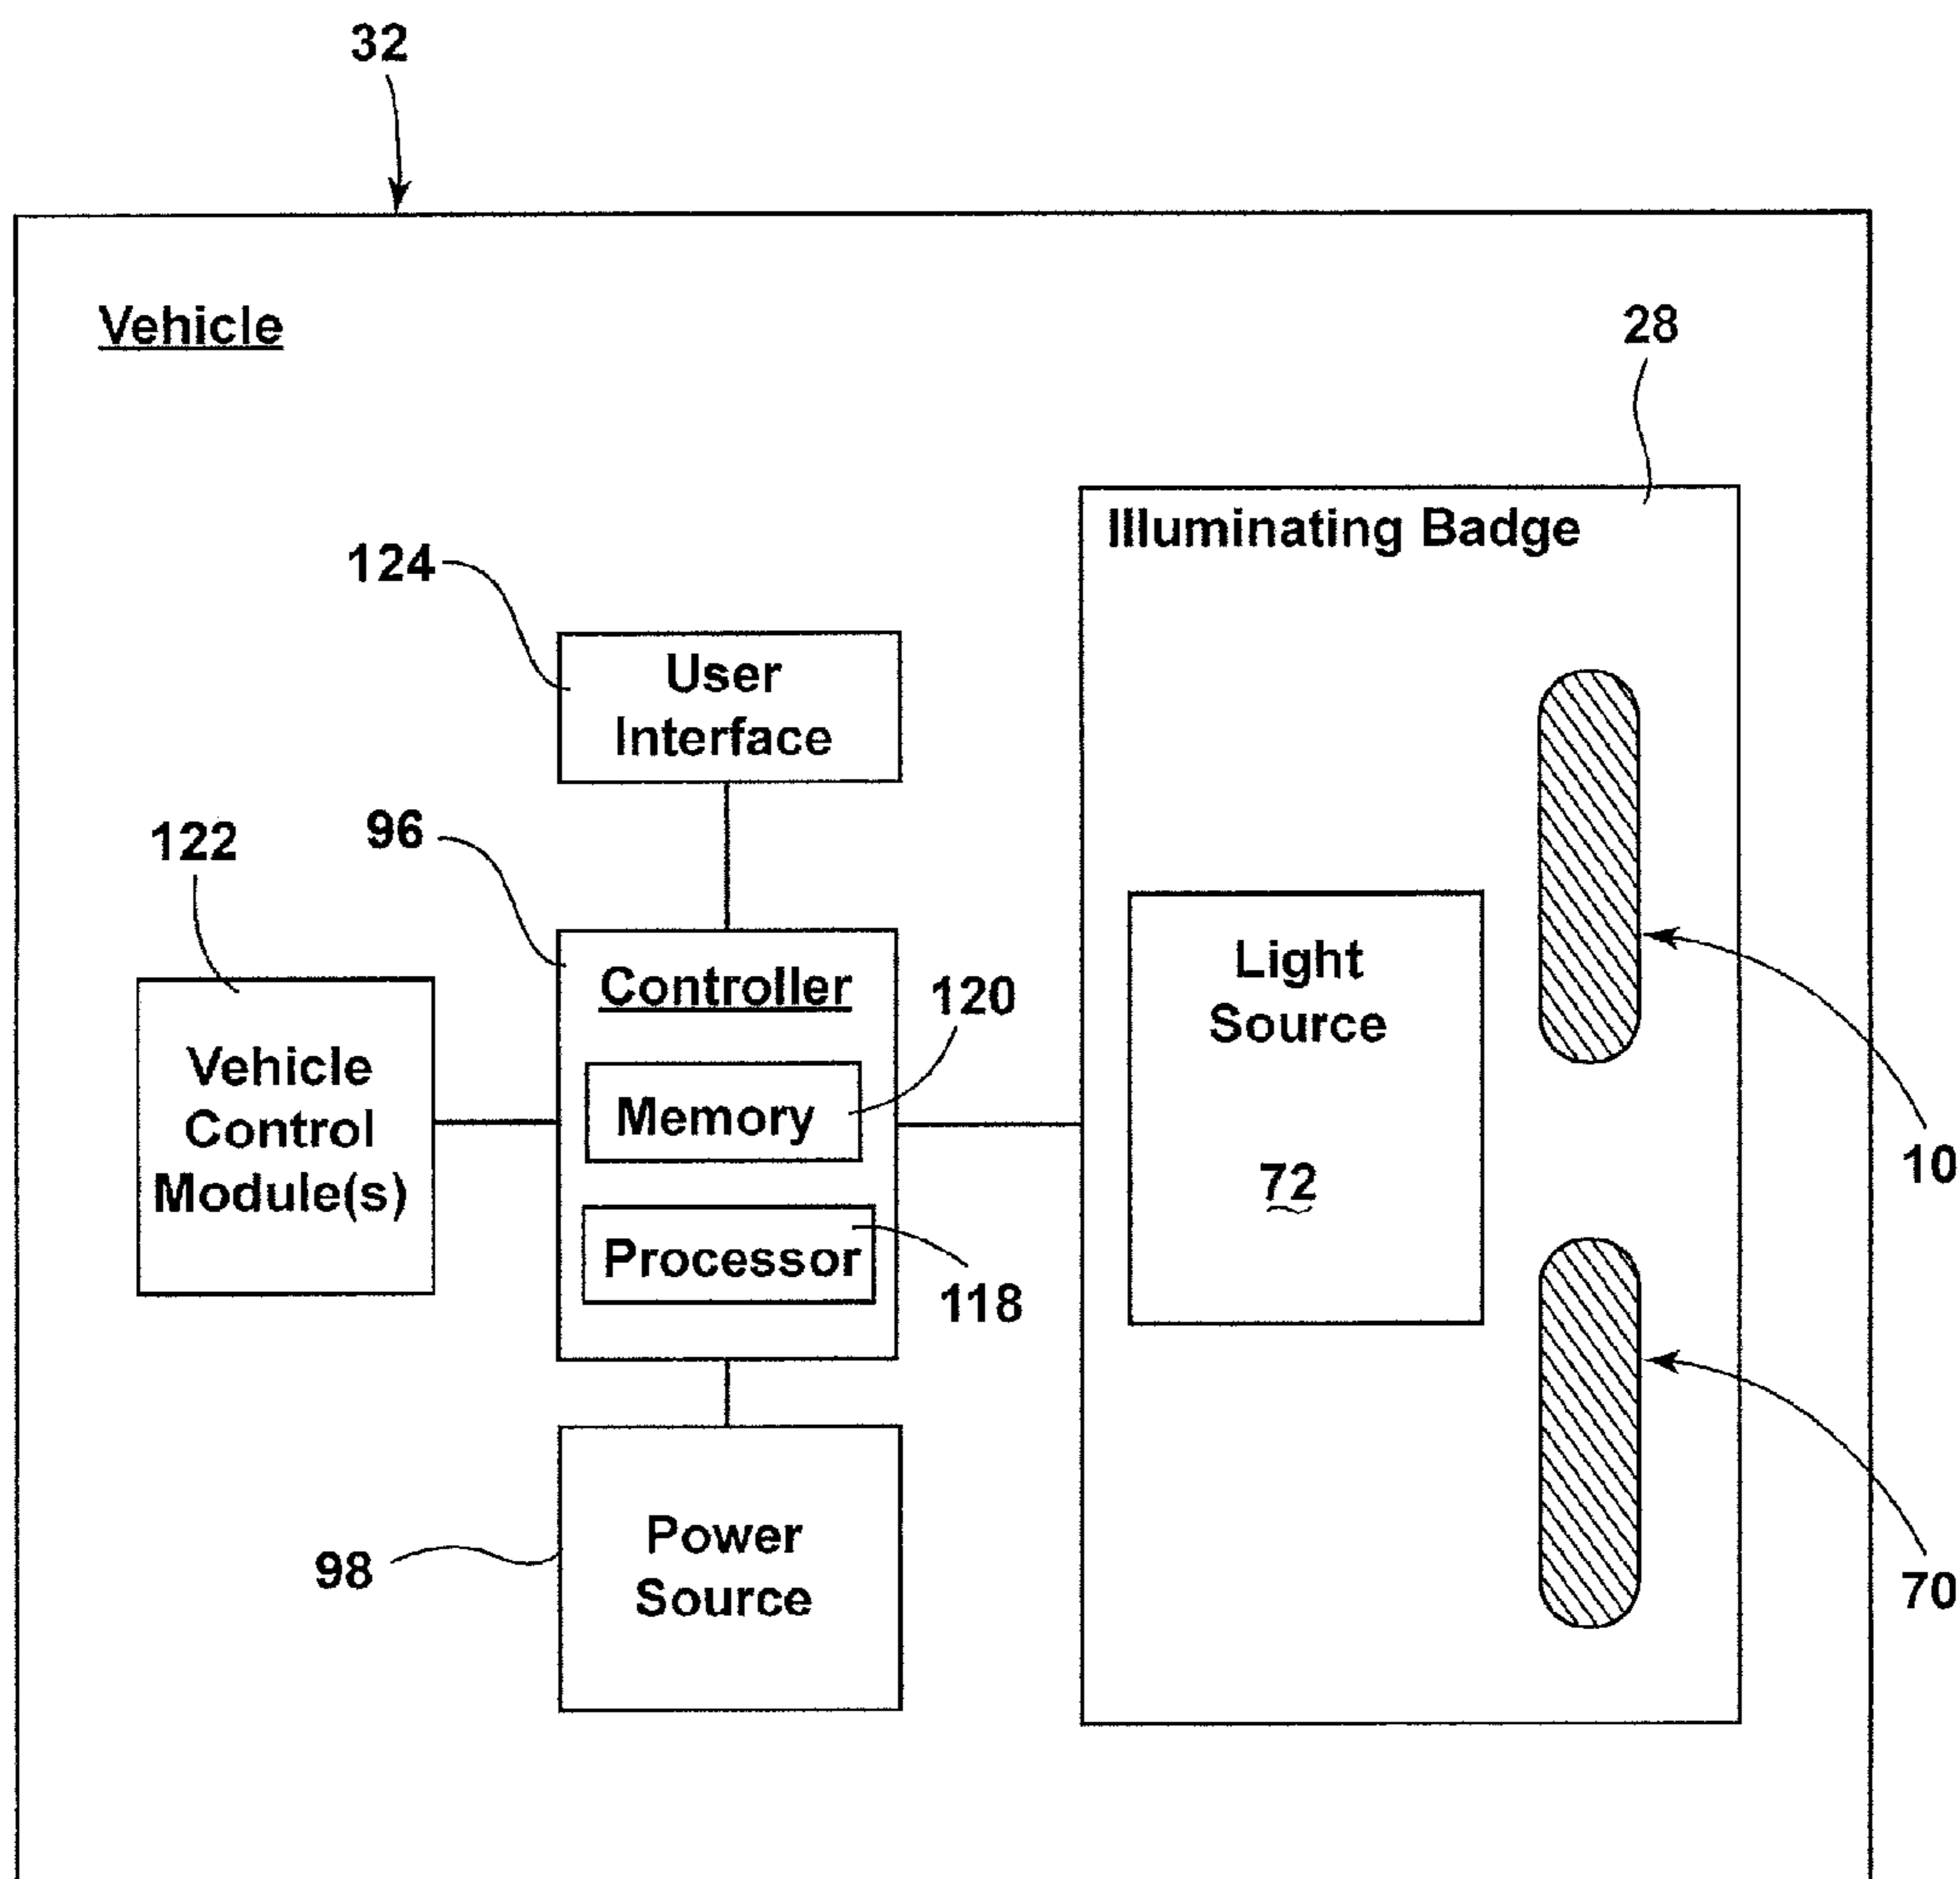 32
Vehicle
28
Illuminating Badge
124
User
Interface
122
96
Controller
120
Memory
Processor
118
Vehicle
Control
Module(s)
Light
Source
72
10
98
Power
Source
70